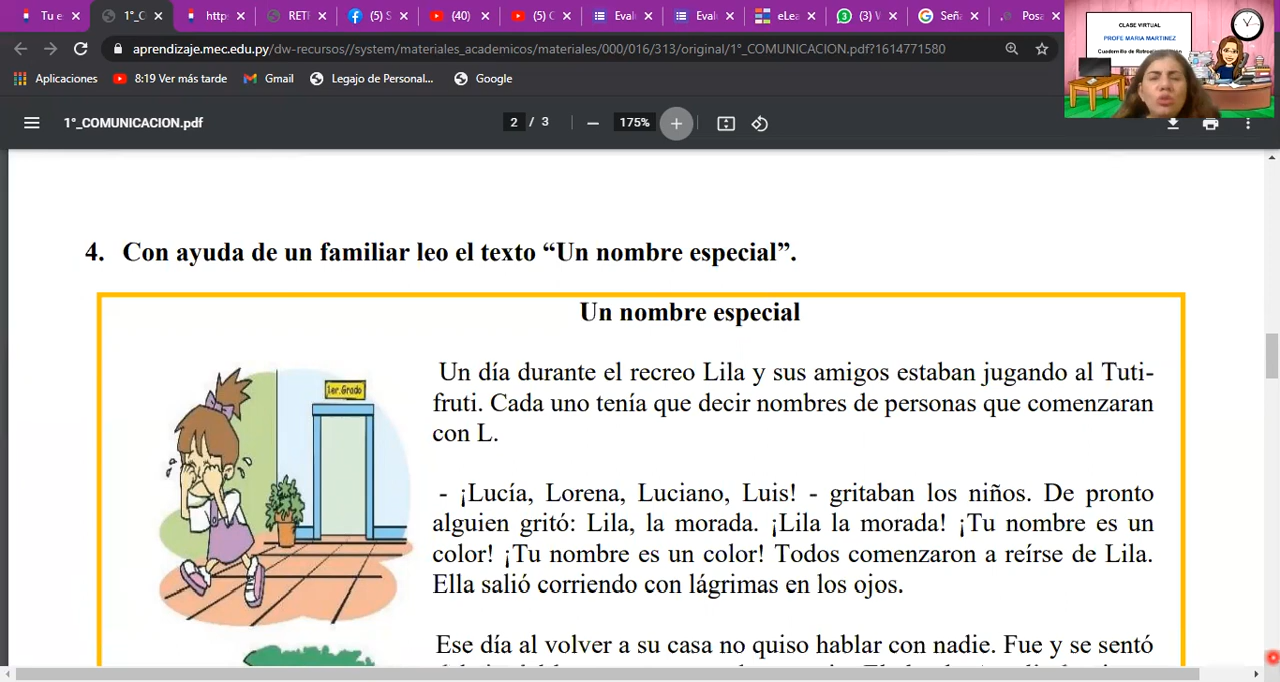 Tu e
1°_C
http
RETI
(5) S
(40)
(5) C
Eval
Eval
eLea
(3) V
Señ
Posa
aprendizaje.mec.edu.py/dw-recursos//system/materiales_academicos/materiales/000/016/313/original/1°_COMUNICACION.pdf?1614771580
Aplicaciones
8:19 Ver más tarde
Gmail
Legajo de Personal...
Google
CLASE VIRTUAL
PROFE MARIA MARTINEZ
1°_COMUNICACION.pdf
2 / 3
175%
4. Con ayuda de un familiar leo el texto “Un nombre especial”.
Un nombre especial
1er. Grado
Un día durante el recreo Lila y sus amigos estaban jugando al Tuti-
fruti. Cada uno tenía que decir nombres de personas que comenzaran
con L.
- ¡Lucía, Lorena, Luciano, Luis! - gritaban los niños. De pronto
alguien gritó: Lila, la morada. ¡Lila la morada! ¡Tu nombre es un
color! ¡Tu nombre es un color! Todos comenzaron a reírse de Lila.
Ella salió corriendo con lágrimas en los ojos.
Ese día al volver a su casa no quiso hablar con nadie. Fue y se sentó